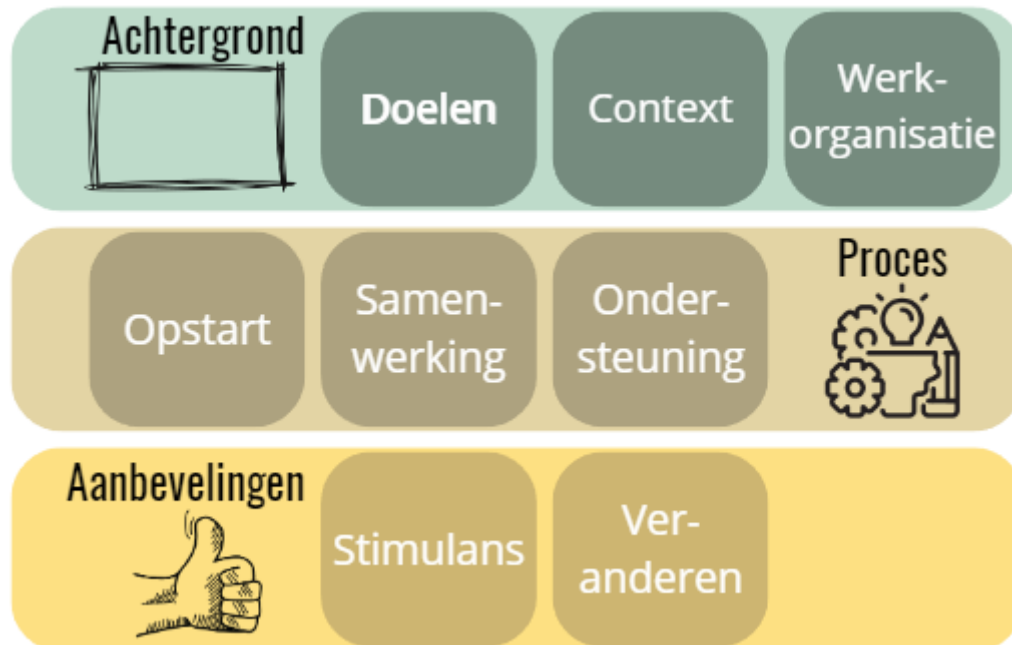 Achtergrond
Doelen
Context
Werk-
organisatie
Opstart
Samen-
werking
Onder-
steuning
Proces
Aanbevelingen
Stimulans
Ver-
anderen